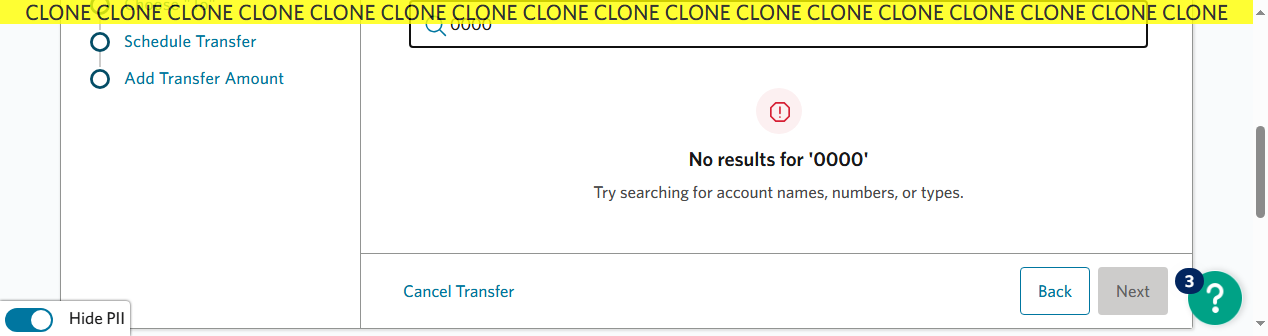 CLONE CLONE CLONE CLONE CLONE CLONE CLONE CLONE CLONE CLONE CLONE CLONE CLONE CLONE CLONE CLONE CLONE
0000
Schedule Transfer
Add Transfer Amount
No results for '0000'
Try searching for account names, numbers, or types.
Cancel Transfer
Back
Next
3
?
Hide PII